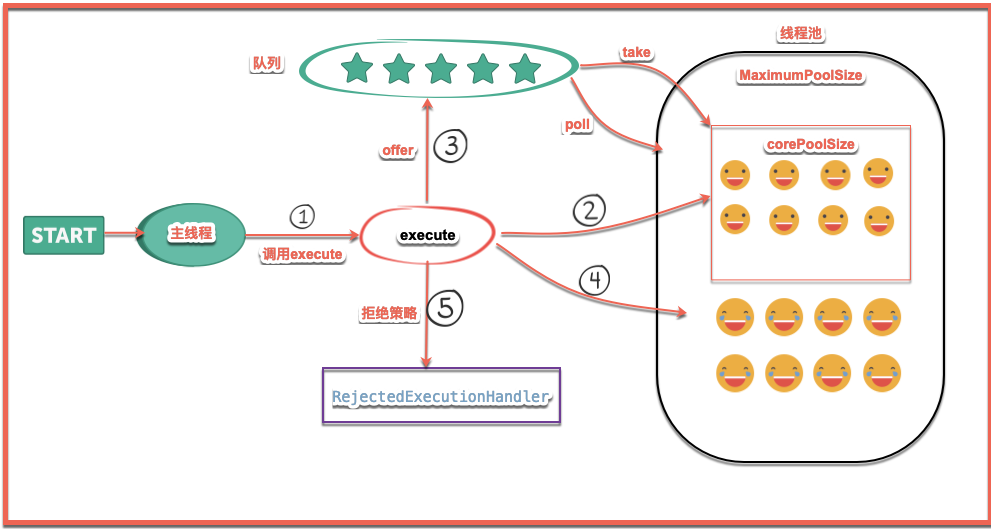 线程池
队列
take
MaximumPoolSize
poll
corePoolSize
offer
③
①
②
START
主线程
execute
调用execute
④
拒绝策略
⑤
RejectedExecutionHandler